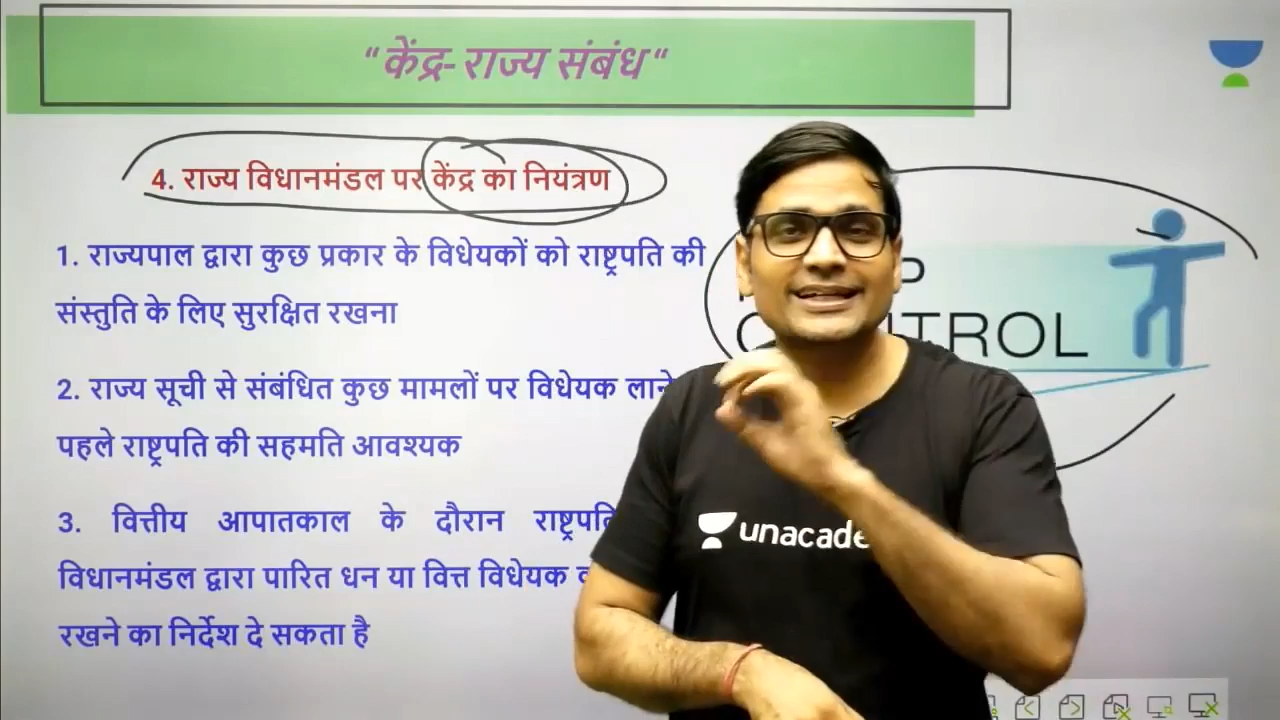 “केंद्र- राज्य संबंध“
4. राज्य विधानमंडल पर केंद्र का नियंत्रण
1. राज्यपाल द्वारा कुछ प्रकार के विधेयकों को राष्ट्रपति की
संस्तुति के लिए सुरक्षित रखना
2. राज्य सूची से संबंधित कुछ मामलों पर विधेयक लाने
पहले राष्ट्रपति की सहमति आवश्यक
3. वित्तीय आपातकाल के दौरान राष्ट्रपति
विधानमंडल द्वारा पारित धन या वित्त विधेयक
रखने का निर्देश दे सकता है
unacade